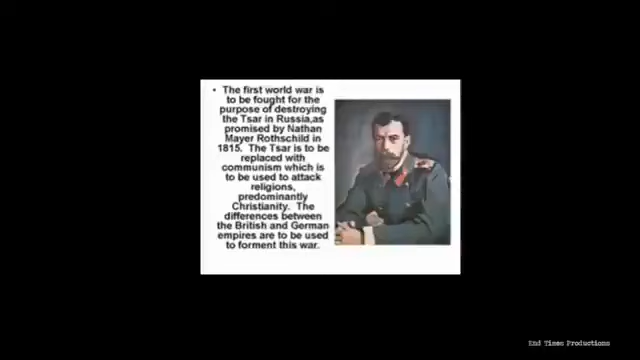 • The first world war is
to be fought for the
purpose of destroying
the Tsar in Russia,as
promised by Nathan
Mayer Rothschild in
1815.  The Tsar is to be
replaced with
communism which is
to be used to attack
religions,
predominantly
Christianity.  The
differences between
the British and German
empires are to be used
to forment this war.
End Times Productions